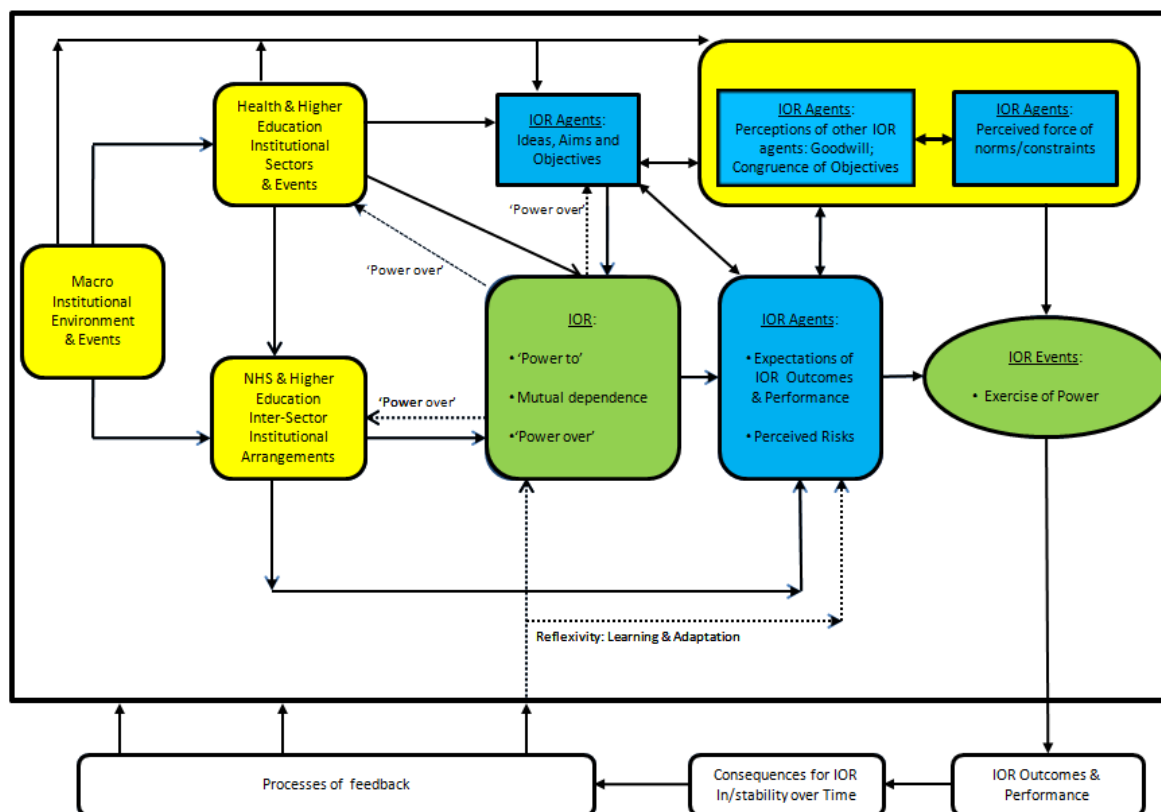 Health & Higher
Education
Institutional
Sectors
& Events
IOR Agents:
Ideas, Aims and
Objectives
IOR Agents:
Perceptions of other IOR
agents: Goodwill;
Congruence of Objectives
IOR Agents:
Perceived force of
norms/constraints
'Power over'
'Power over'
Macro
Institutional
Environment
& Events
IOR:
• 'Power to'
• Mutual dependence
• 'Power over'
IOR Agents:
• Expectations of
IOR Outcomes
& Performance
• Perceived Risks
IOR Events:
• Exercise of Power
NHS & Higher
Education
Inter-Sector
Institutional
Arrangements
'Power over'
Reflexivity: Learning & Adaptation
Processes of feedback
Consequences for IOR
In/stability over Time
IOR Outcomes &
Performance